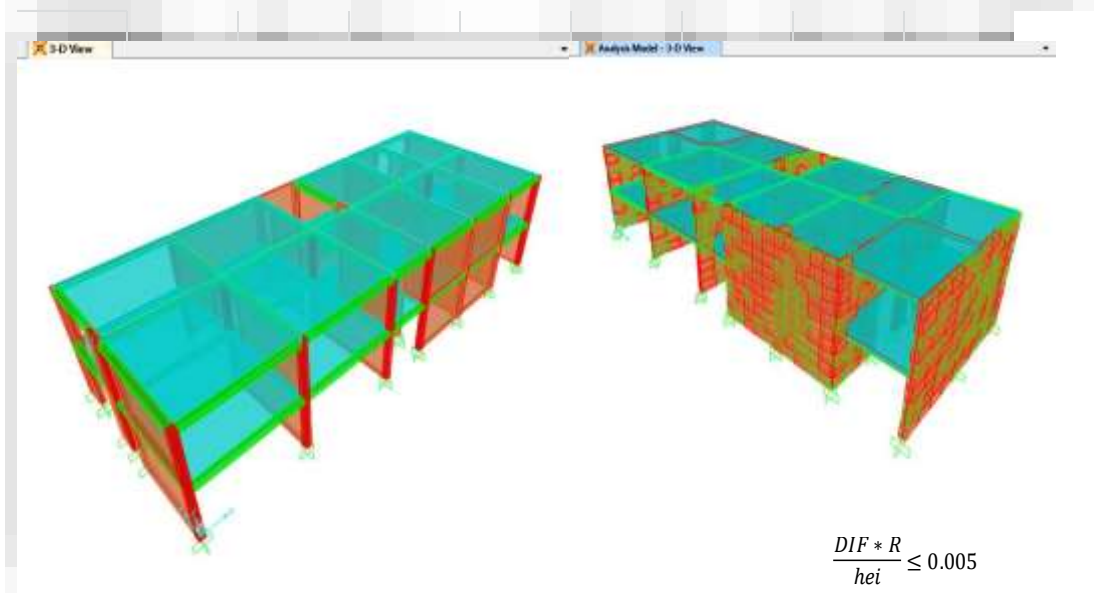 3-D View
Analysis Model - 3-D View
DIF * R
hei
≤ 0.005